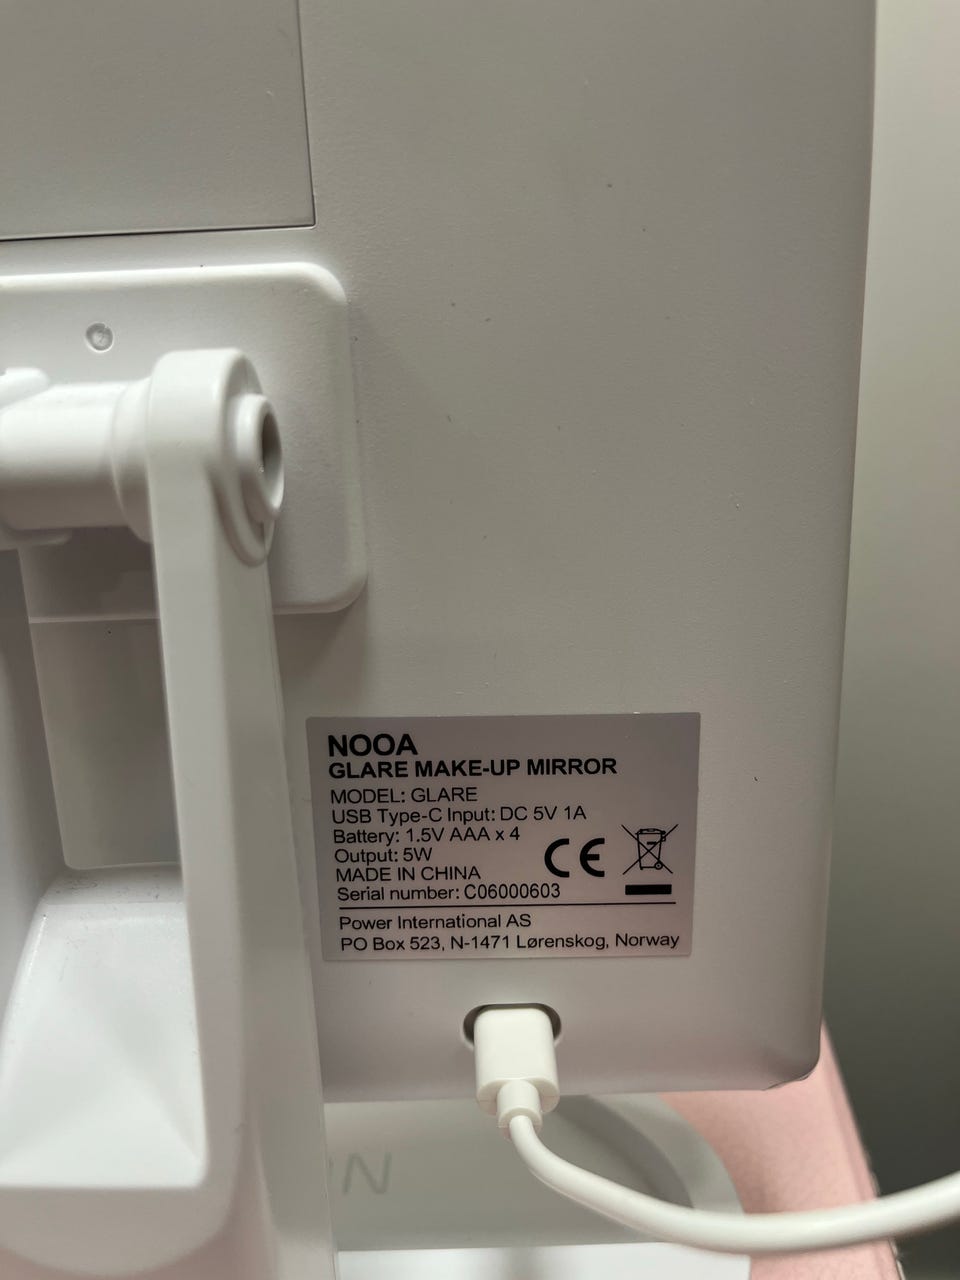 NOOA
GLARE MAKE-UP MIRROR
MODEL: GLARE
USB Type-C Input: DC 5V 1A
Battery: 1.5V AAA x 4
Output: 5W
MADE IN CHINA
Serial number: C06000603
CE
Power International AS
PO Box 523, N-1471 Lørenskog, Norway